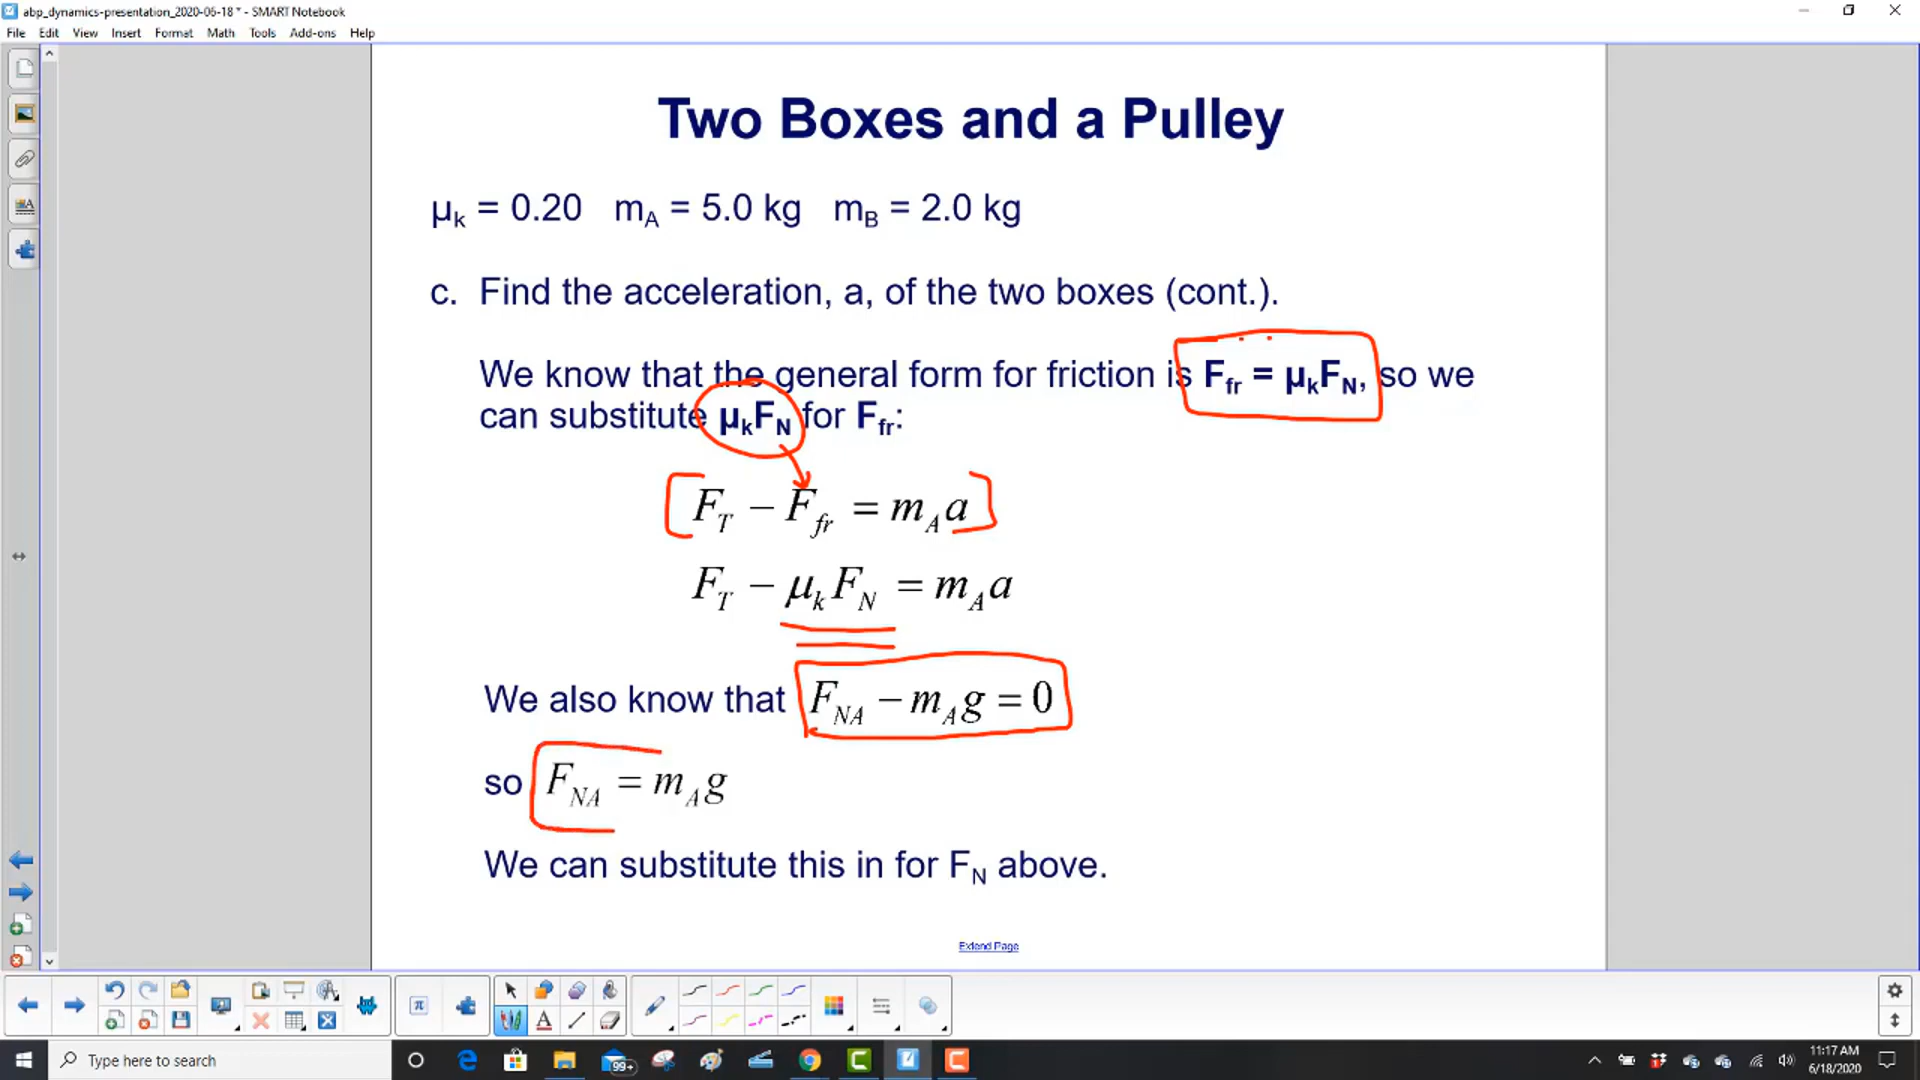 abp_dynamics-presentation_2020-06-18 * - SMART Notebook
File Edit View Insert Format Math Tools Add-ons Help
Two Boxes and a Pulley
μk = 0.20 mA = 5.0 kg mB = 2.0 kg
c. Find the acceleration, a, of the two boxes (cont.).
We know that the general form for friction is Ffr = μkFN, so we
can substitute μkFN for Ffr:
FT − Ffr = mAa
FT − μkFN = mAa
We also know that FNA − mAg = 0
so FNA = mAg
We can substitute this in for FN above.
Extend Page
Type here to search
99+
11:17 AM
6/18/2020